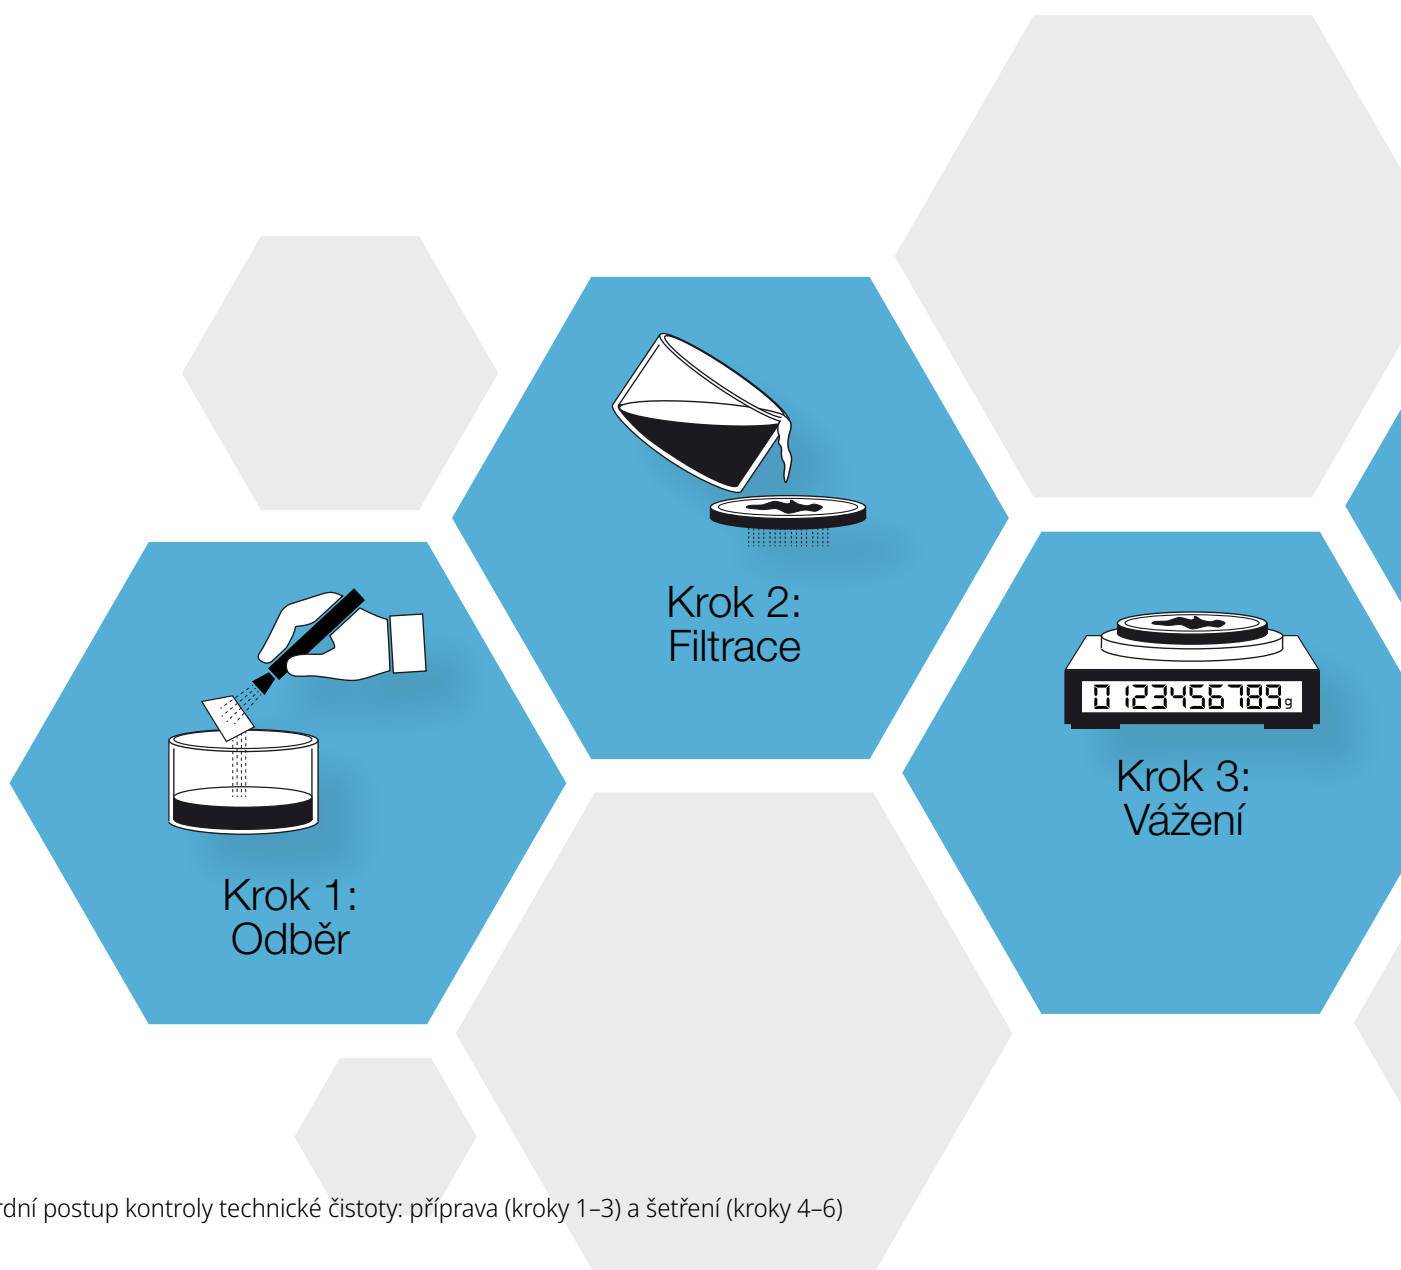 Krok 2:
Filtrace
0 123456789g
Krok 3:
Vážení
Krok 1:
Odběr
postup kontroly technické čistoty: příprava (kroky 1–3) a šetření (kroky 4–6)